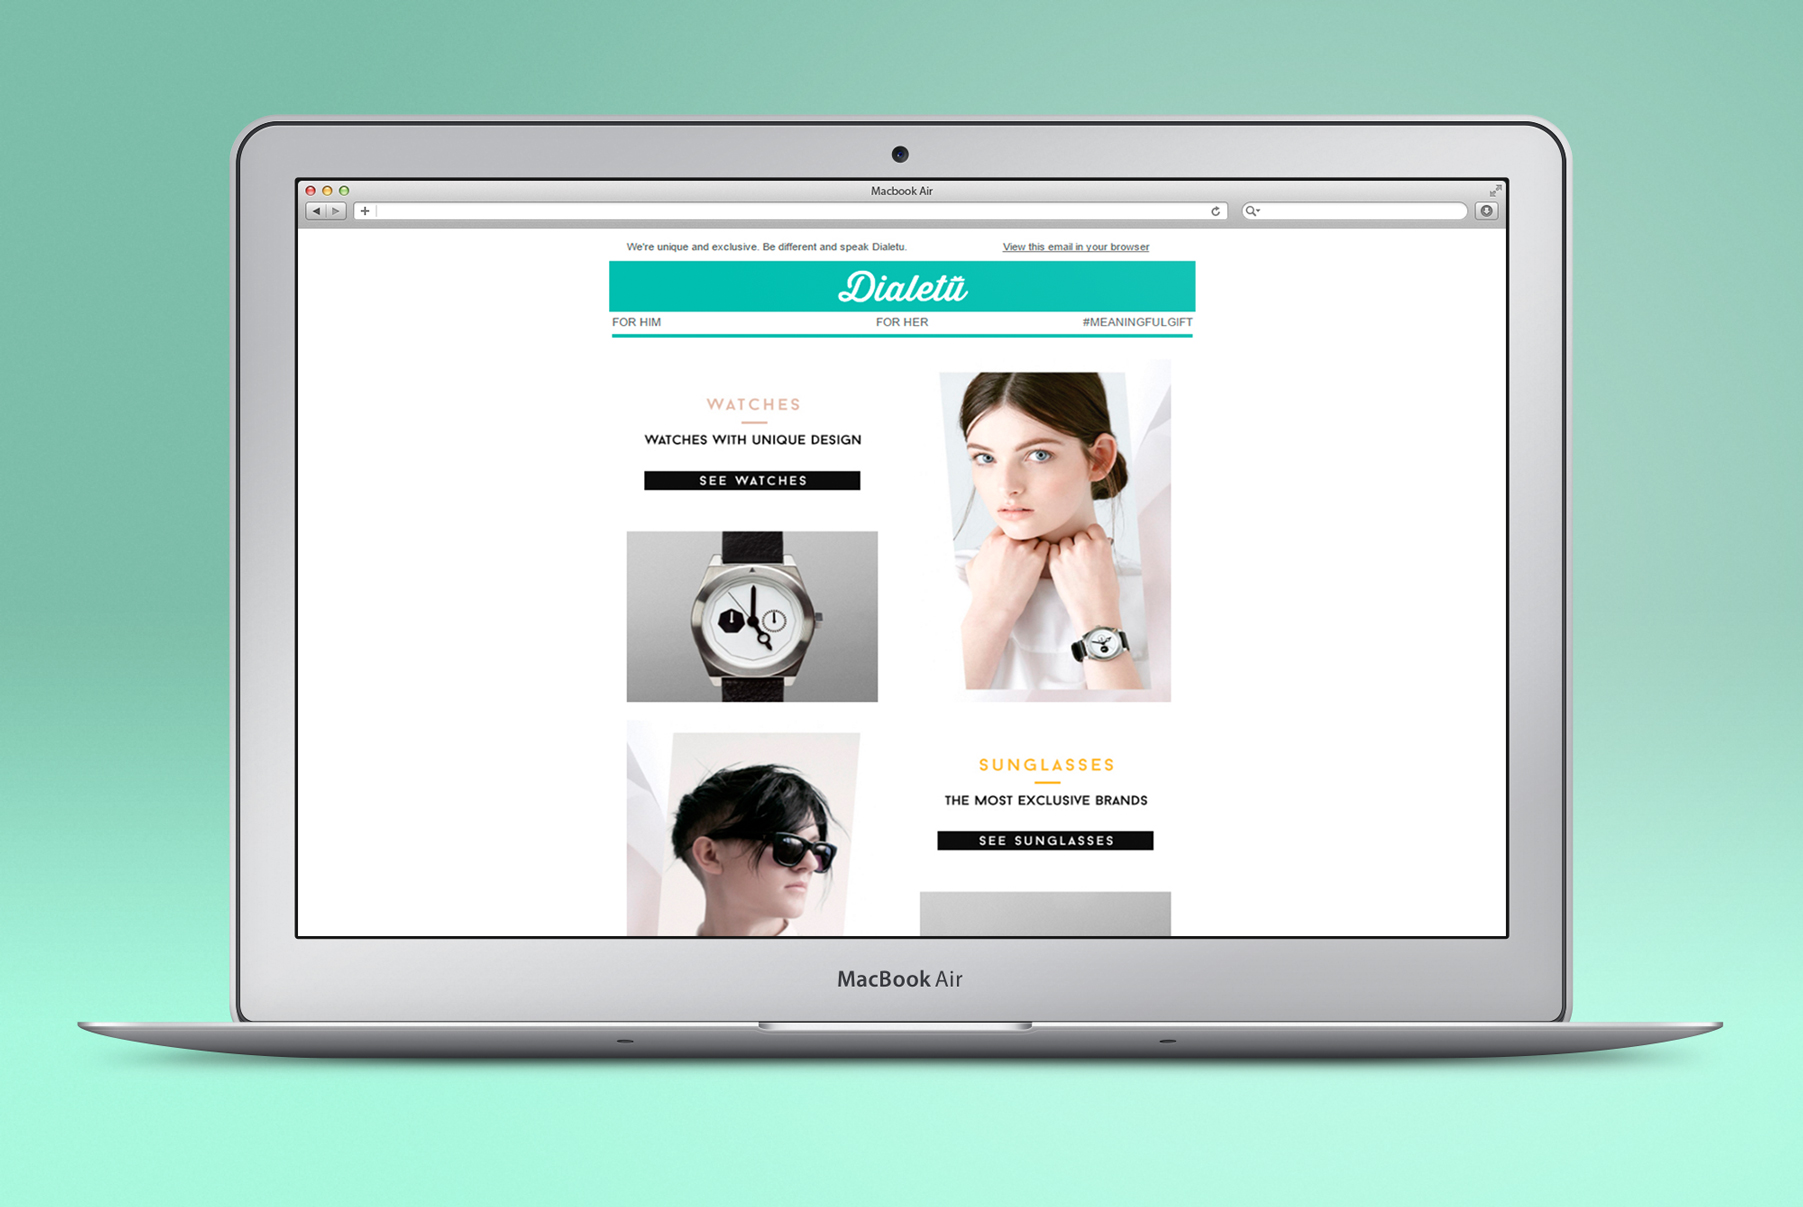 Macbook Air
We're unique and exclusive. Be different and speak Dialetu.
View this email in your browser
Dialetŭ
FOR HIM
FOR HER
#MEANINGFULGIFT
WATCHES
WATCHES WITH UNIQUE DESIGN
SEE WATCHES
SUNGLASSES
THE MOST EXCLUSIVE BRANDS
SEE SUNGLASSES
MacBook Air